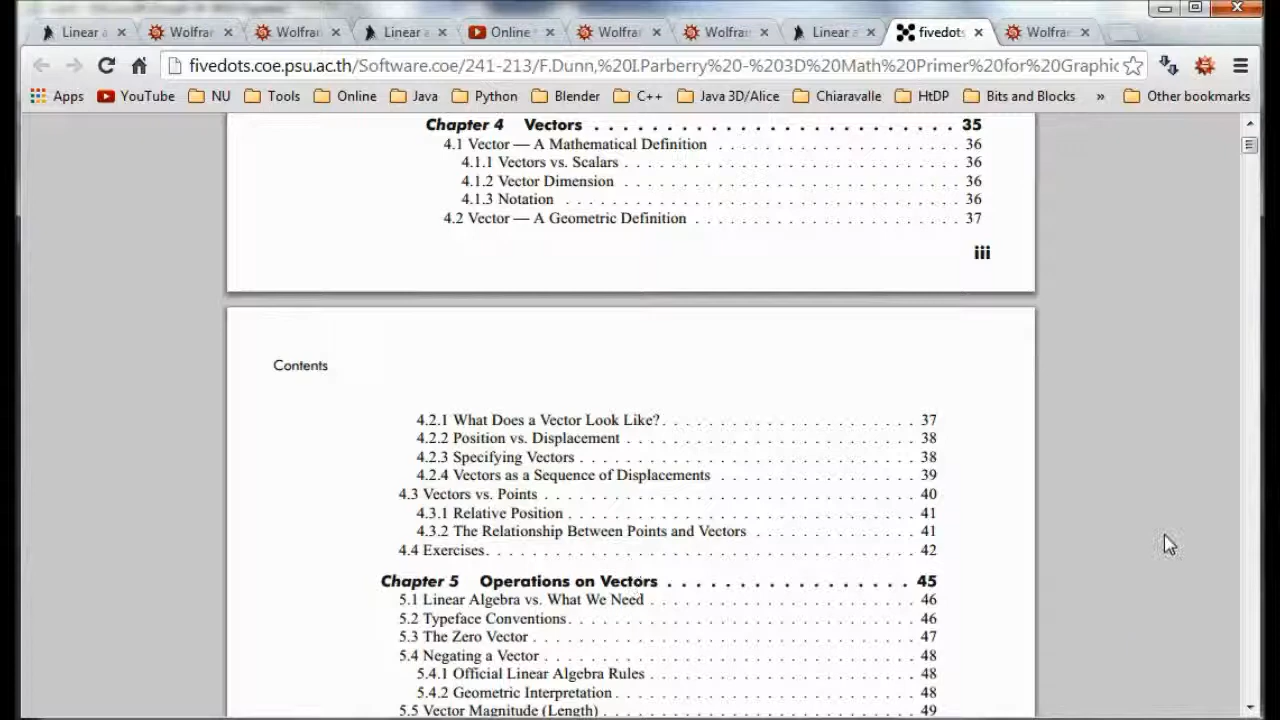 Linear a
Wolfra
Wolfra
Linear
Online
Wolfra
Wolfra
Linear a
fivedots
Wolfra
fivedots.coe.psu.ac.th/Software.coe/241-213/F.Dunn,%20I.Parberry%20-%203D%20Math%20Primer%20for%20Graphic
Apps YouTube NU Tools Online Java Python Blender C++ Java 3D/Alice Chiaravalle HtDP Bits and Blocks » Other bookmarks
Chapter 4 Vectors . . . . . . . . . . . . . . . . . . . . . . . . . . 35
4.1 Vector — A Mathematical Definition . . . . . . . . . . . . . . . . . 36
4.1.1 Vectors vs. Scalars . . . . . . . . . . . . . . . . . . . . . . . 36
4.1.2 Vector Dimension . . . . . . . . . . . . . . . . . . . . . . . 36
4.1.3 Notation . . . . . . . . . . . . . . . . . . . . . . . . . . . 36
4.2 Vector — A Geometric Definition . . . . . . . . . . . . . . . . . . 37
iii
Contents
4.2.1 What Does a Vector Look Like?. . . . . . . . . . . . . . . . . . 37
4.2.2 Position vs. Displacement . . . . . . . . . . . . . . . . . . . . 38
4.2.3 Specifying Vectors . . . . . . . . . . . . . . . . . . . . . . . 38
4.2.4 Vectors as a Sequence of Displacements . . . . . . . . . . . . . . 39
4.3 Vectors vs. Points . . . . . . . . . . . . . . . . . . . . . . . . . 40
4.3.1 Relative Position . . . . . . . . . . . . . . . . . . . . . . . . 41
4.3.2 The Relationship Between Points and Vectors . . . . . . . . . . . . 41
4.4 Exercises. . . . . . . . . . . . . . . . . . . . . . . . . . . . . 42
Chapter 5 Operations on Vectors . . . . . . . . . . . . . . . . . . 45
5.1 Linear Algebra vs. What We Need . . . . . . . . . . . . . . . . . . 46
5.2 Typeface Conventions. . . . . . . . . . . . . . . . . . . . . . . . 46
5.3 The Zero Vector . . . . . . . . . . . . . . . . . . . . . . . . . . 47
5.4 Negating a Vector . . . . . . . . . . . . . . . . . . . . . . . . . 48
5.4.1 Official Linear Algebra Rules . . . . . . . . . . . . . . . . . . 48
5.4.2 Geometric Interpretation . . . . . . . . . . . . . . . . . . . . . 48
5.5 Vector Magnitude (Length) . . . . . . . . . . . . . . . . . . . . . 49